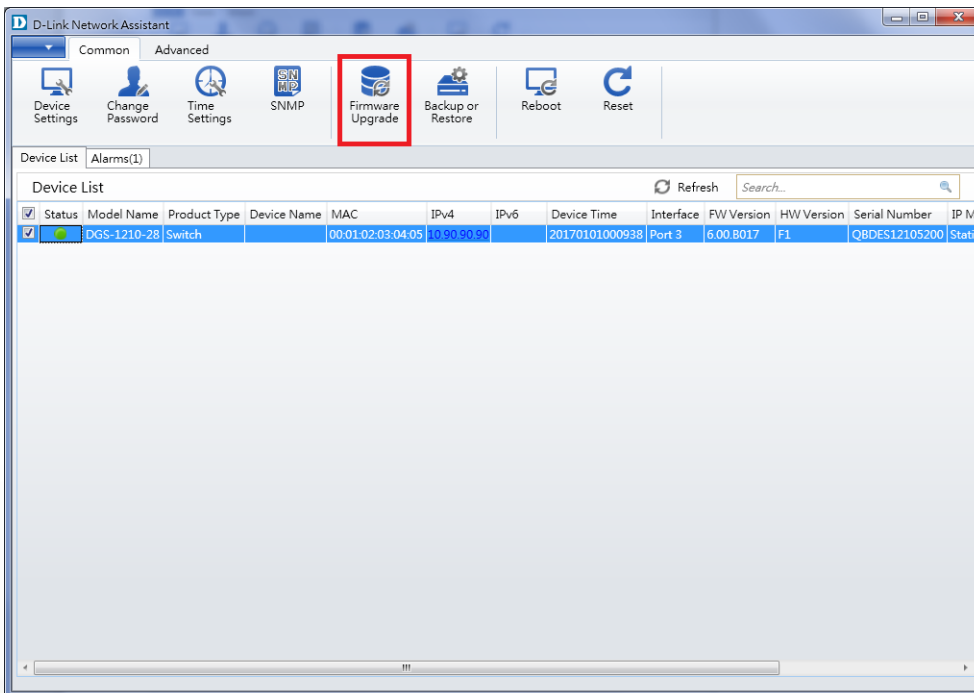 D D-Link Network Assistant
Common Advanced
Device Settings
Change Password
Time Settings
SNMP
Firmware Upgrade
Backup or Restore
Reboot
Reset
Device List Alarms(1)
Device List Refresh Search...
Status Model Name Product Type Device Name MAC IPv4 IPv6 Device Time Interface FW Version HW Version Serial Number IP M
DGS-1210-28 Switch 00:01:02:03:04:05 10.90.90.90 20170101000938 Port 3 6.00.B017 F1 QBDES12105200 Stati